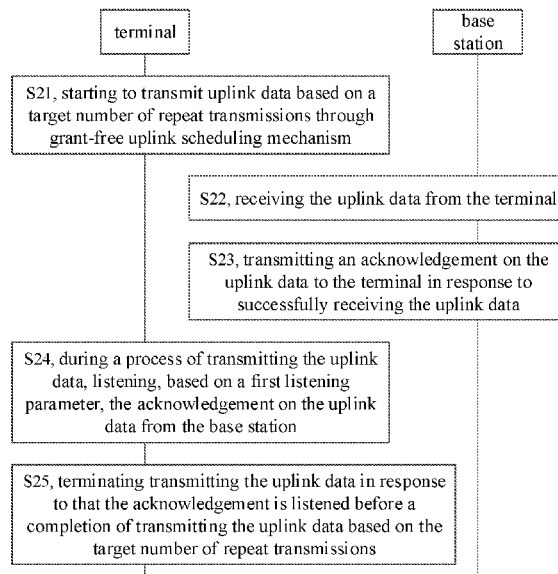 terminal
base
station
S21, starting to transmit uplink data based on a
target number of repeat transmissions through
grant-free uplink scheduling mechanism
S22, receiving the uplink data from the terminal
S23, transmitting an acknowledgement on the
uplink data to the terminal in response to
successfully receiving the uplink data
S24, during a process of transmitting the uplink
data, listening, based on a first listening
parameter, the acknowledgement on the uplink
data from the base station
S25, terminating transmitting the uplink data in response
to that the acknowledgement is listened before a
completion of transmitting the uplink data based on the
target number of repeat transmissions